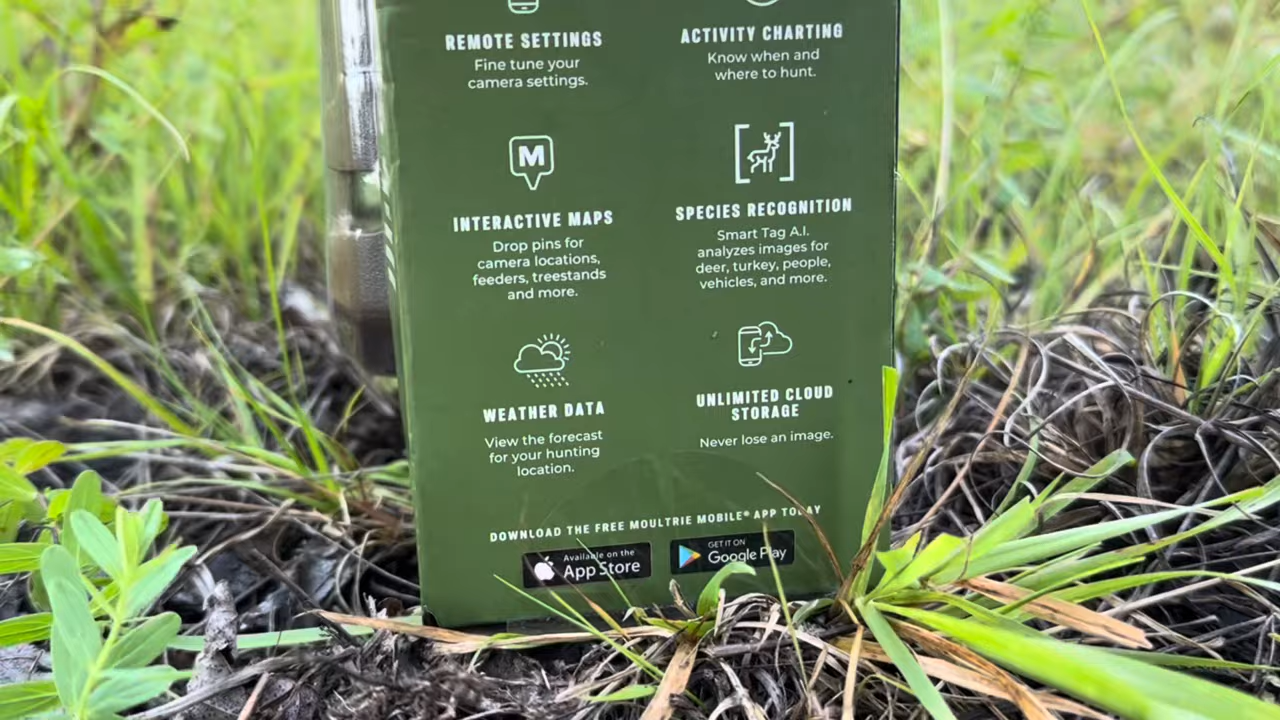 REMOTE SETTINGS
Fine tune your
camera settings.
ACTIVITY CHARTING
Know when and
where to hunt.
M
INTERACTIVE MAPS
Drop pins for
camera locations,
feeders, treestands
and more.
SPECIES RECOGNITION
Smart Tag A.I.
analyzes images for
deer, turkey, people,
vehicles, and more.
WEATHER DATA
View the forecast
for your hunting
location.
UNLIMITED CLOUD
STORAGE
Never lose an image.
DOWNLOAD THE FREE MOULTRIE MOBILE® APP TODAY
Available on the
App Store
GET IT ON
Google Play